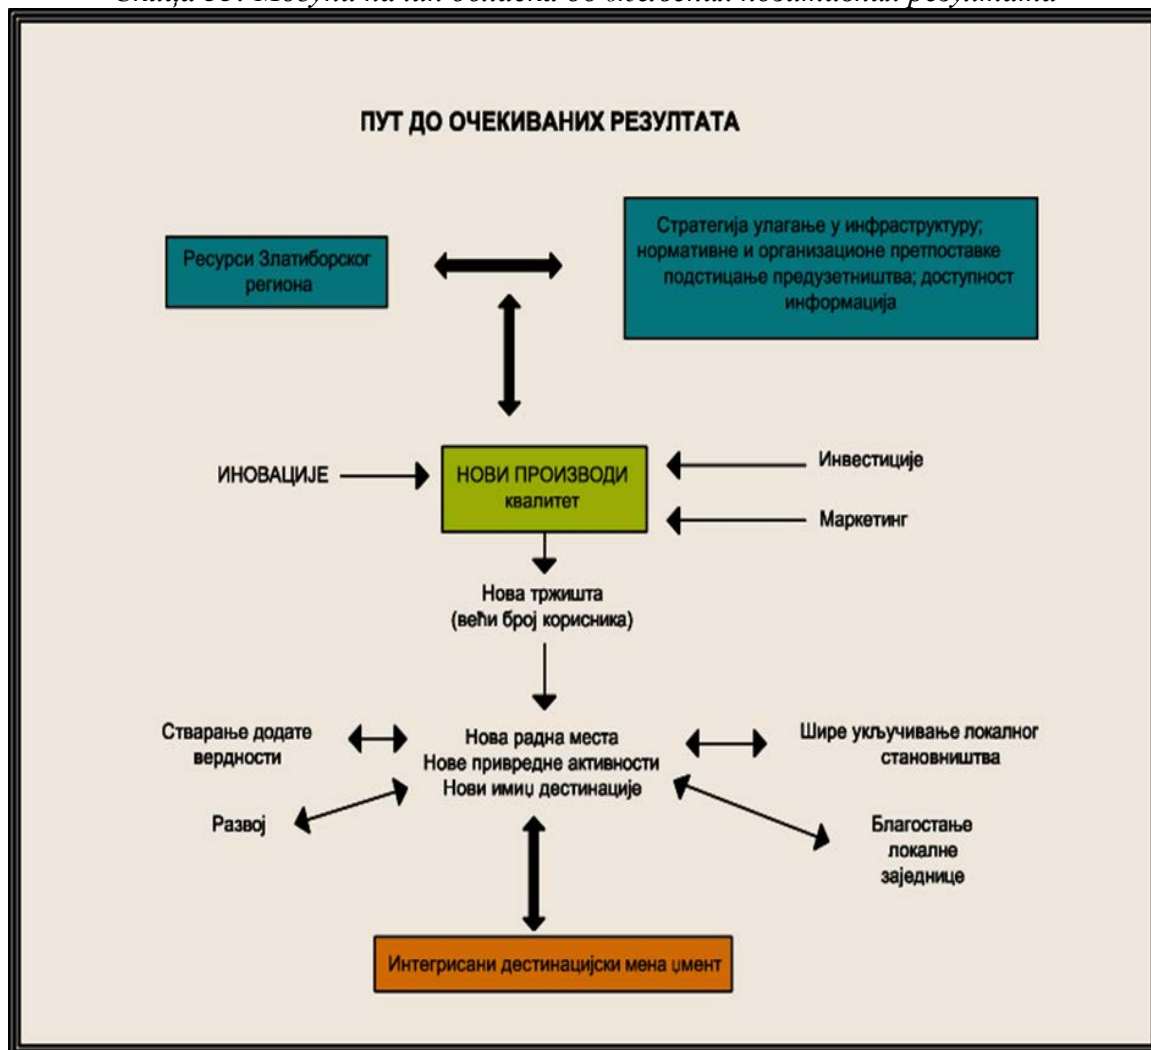 ПУТ ДО ОЧЕКИВАНИХ РЕЗУЛТАТА
Ресурси Златиборског
региона
Стратегија улагање у инфраструктуру;
нормативне и организационе претпоставке
подстицање предузетништва; доступност
информација
ИНОВАЦИЈЕ
НОВИ ПРОИЗВОДИ
квалитет
Инвестиције
Маркетинг
Нова тржишта
(већи број корисника)
Стварање додате
вердности
Нова радна места
Нове привредне активности
Нови имиџ дестинације
Шире укључивање локалног
становништва
Развој
Благостање
локалне
заједнице
Интегрисани дестинацијски мена џмент